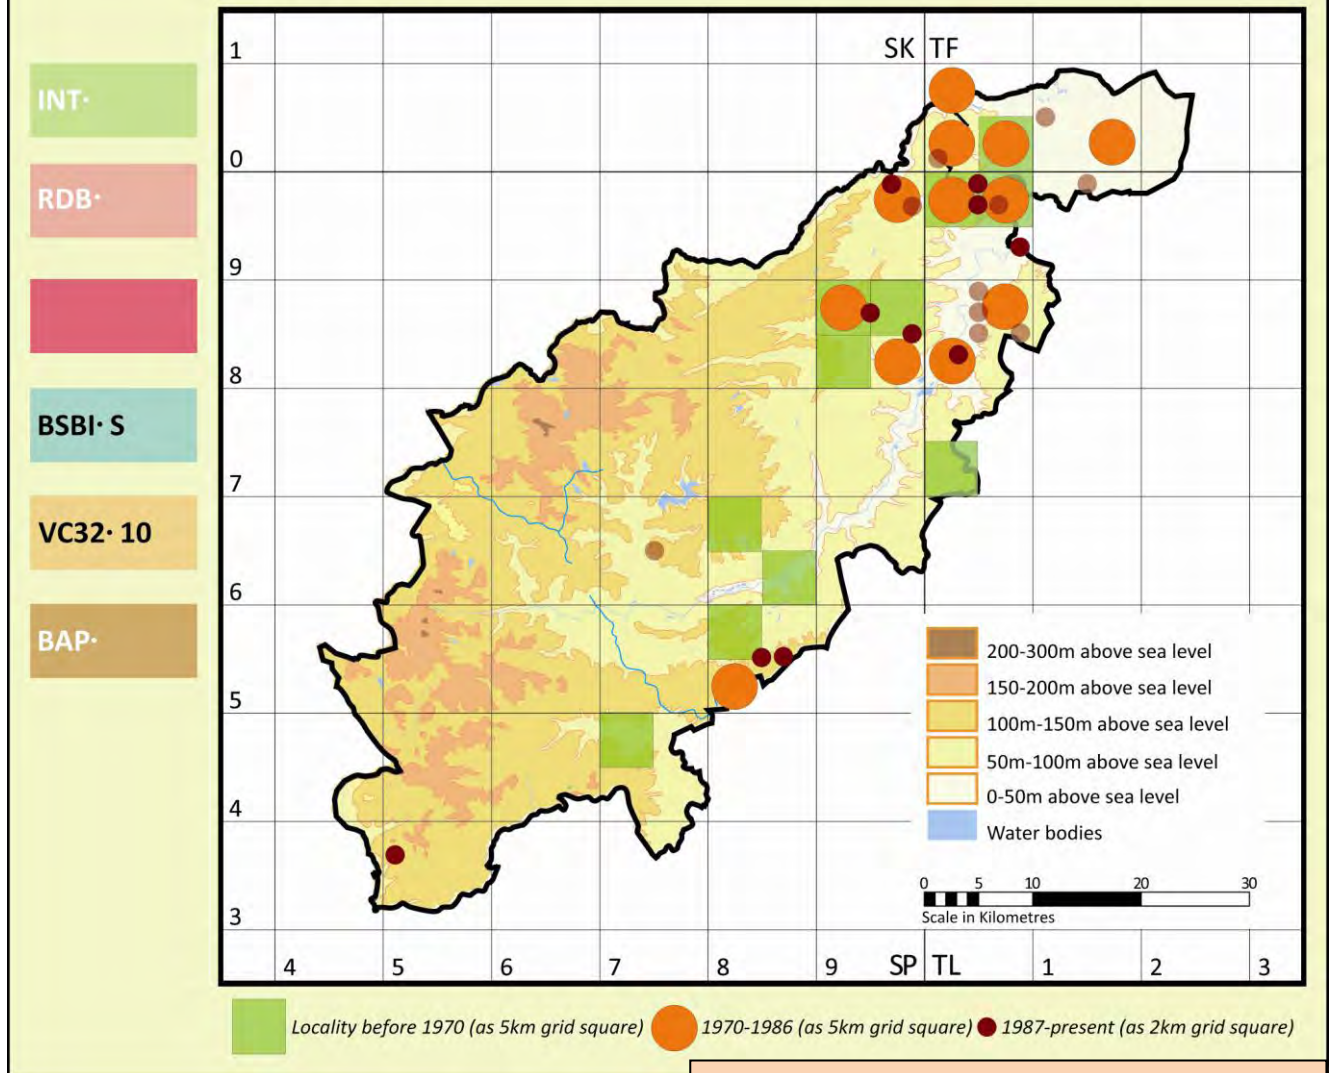 INT·
RDB·
BSBI· S
VC32· 10
BAP·
SK TF
1
0
9
8
7
6
5
4
3
4 5 6 7 8 9 SP TL 1 2 3
200-300m above sea level
150-200m above sea level
100m-150m above sea level
50m-100m above sea level
0-50m above sea level
Water bodies
0 5 10 20 30
Scale in Kilometres
Locality before 1970 (as 5km grid square) 1970-1986 (as 5km grid square) 1987-present (as 2km grid square)